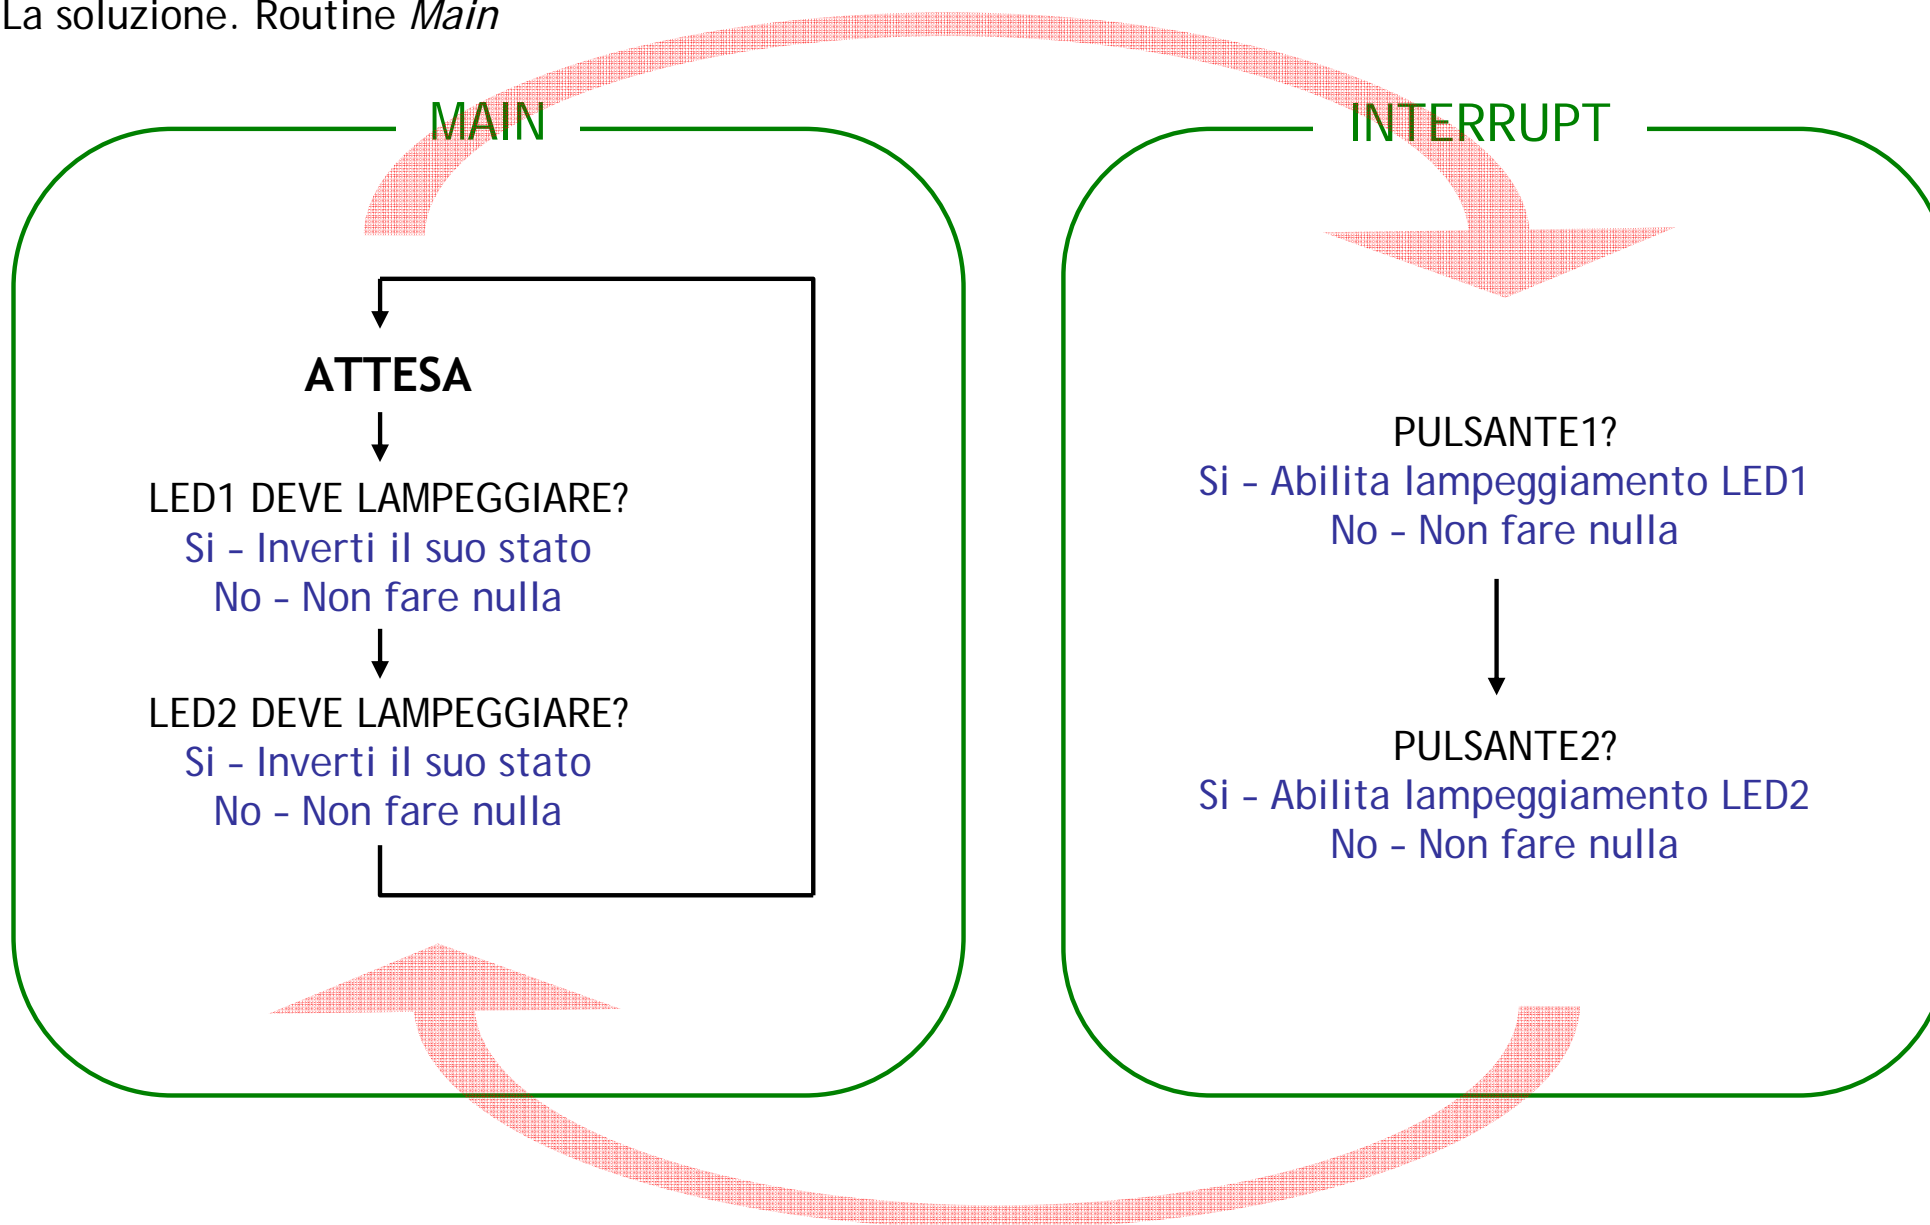 La soluzione. Routine Main
MAIN
ATTESA
LED1 DEVE LAMPEGGIARE?
Si – Inverti il suo stato
No – Non fare nulla
LED2 DEVE LAMPEGGIARE?
Si – Inverti il suo stato
No – Non fare nulla
INTERRUPT
PULSANTE1?
Si – Abilita lampeggiamento LED1
No – Non fare nulla
PULSANTE2?
Si – Abilita lampeggiamento LED2
No – Non fare nulla